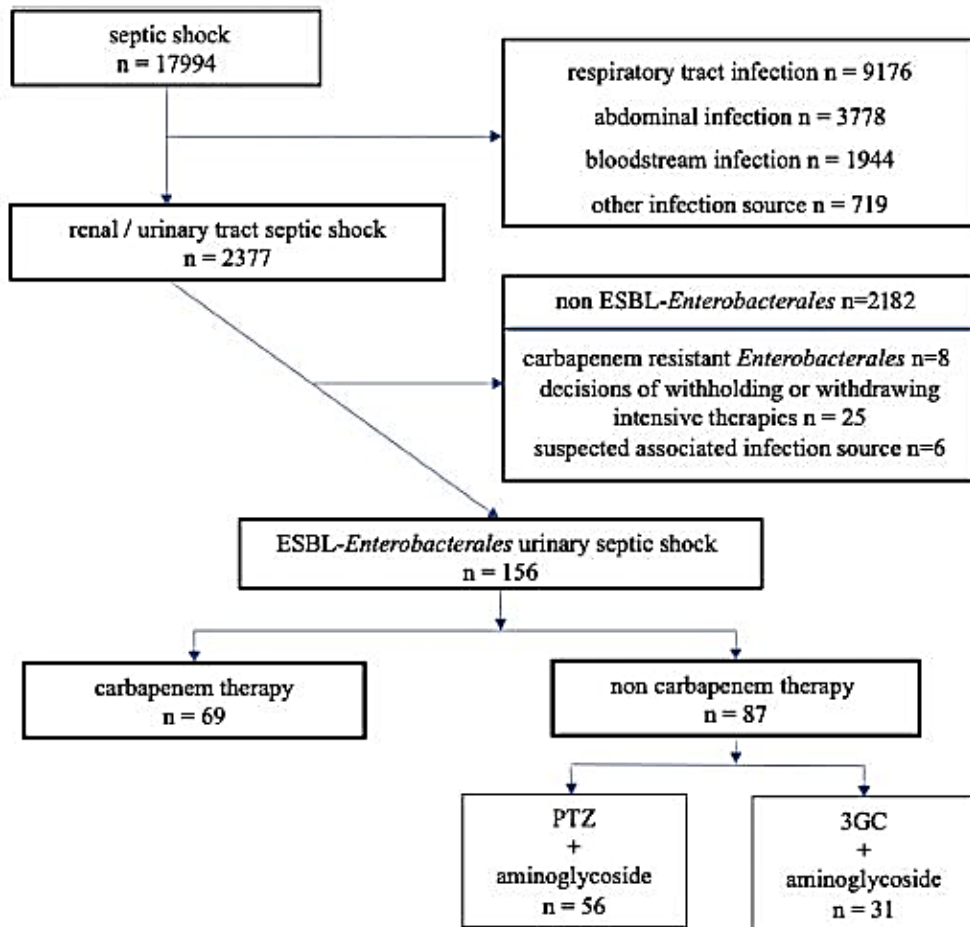 septic shock
n = 17994
respiratory tract infection n = 9176
abdominal infection n = 3778
bloodstream infection n = 1944
other infection source n = 719
renal / urinary tract septic shock
n = 2377
non ESBL-Enterobacterales n=2182
carbapenem resistant Enterobacterales n=8
decisions of withholding or withdrawing
intensive therapies n = 25
suspected associated infection source n=6
ESBL-Enterobacterales urinary septic shock
n = 156
carbapenem therapy
n = 69
non carbapenem therapy
n = 87
PTZ
+
aminoglycoside
n = 56
3GC
+
aminoglycoside
n = 31